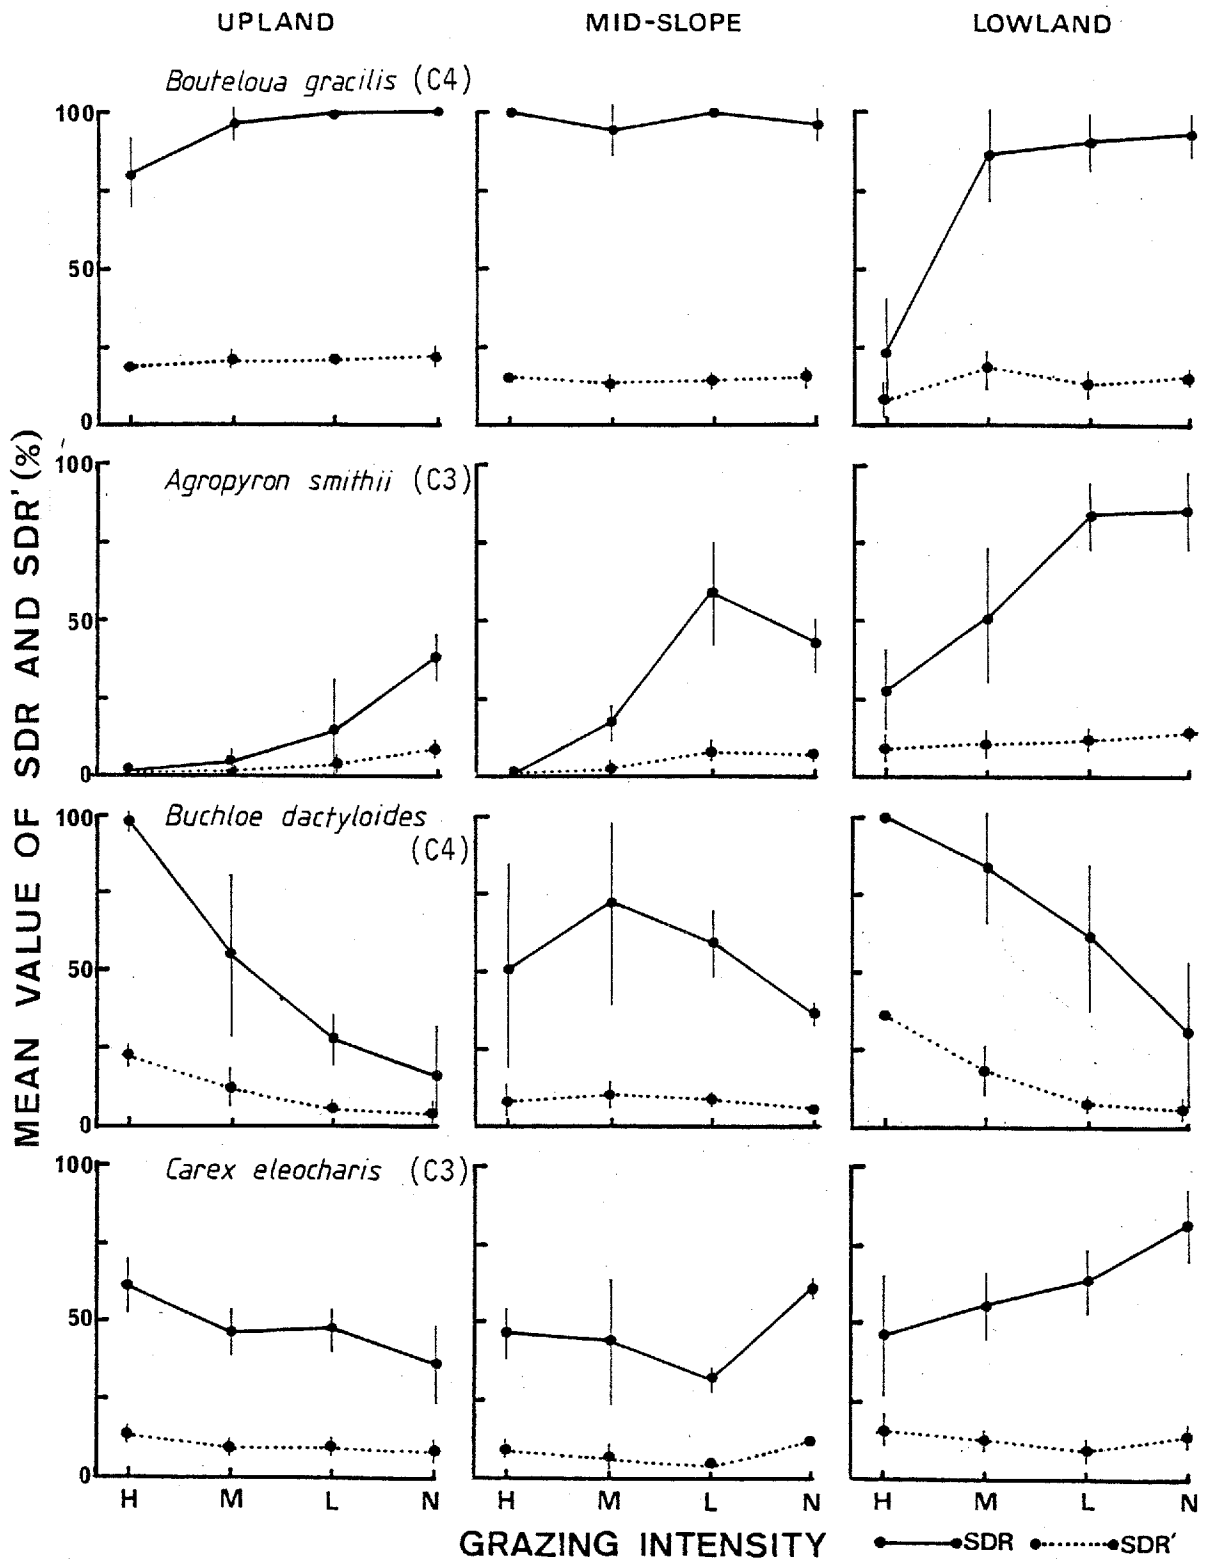 UPLAND MID-SLOPE LOWLAND
Bouteloua gracilis (C4)
100
50
0
Agropyron smithii (C3)
100
50
0
Buchloe dactyloides
(C4)
100
50
0
Carex eleocharis (C3)
100
50
0
H M L N H M L N H M L N
MEAN VALUE OF SDR AND SDR' (%)
GRAZING INTENSITY
SDR SDR'